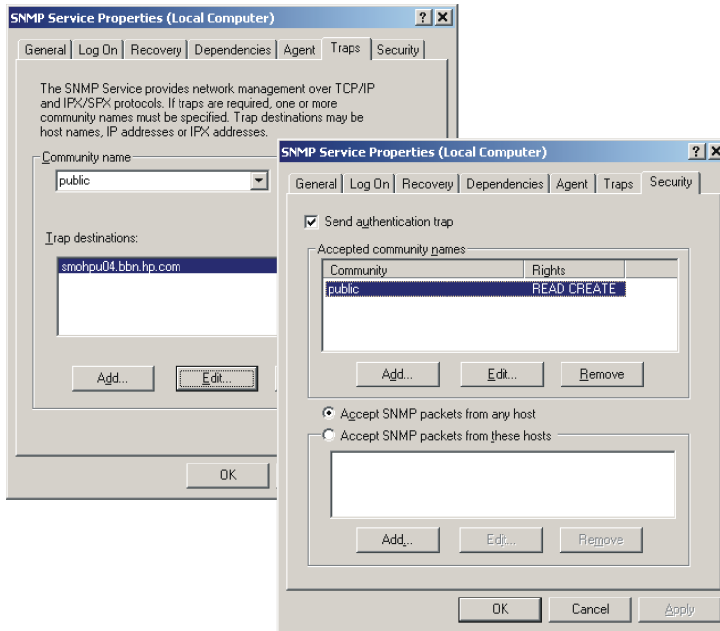 SNMP Service Properties (Local Computer)
General Log On Recovery Dependencies Agent Traps Security
The SNMP Service provides network management over TCP/IP
and IPX/SPX protocols. If traps are required, one or more
community names must be specified. Trap destinations may be
host names, IP addresses or IPX addresses.
Community name
public
Trap destinations:
smohpu04.bbn.hp.com
Add... Edit...
OK
SNMP Service Properties (Local Computer)
General Log On Recovery Dependencies Agent Traps Security
Send authentication trap
Accepted community names
Community Rights
public READ CREATE
Add... Edit... Remove
Accept SNMP packets from any host
Accept SNMP packets from these hosts
Add... Edit... Remove
OK Cancel Apply